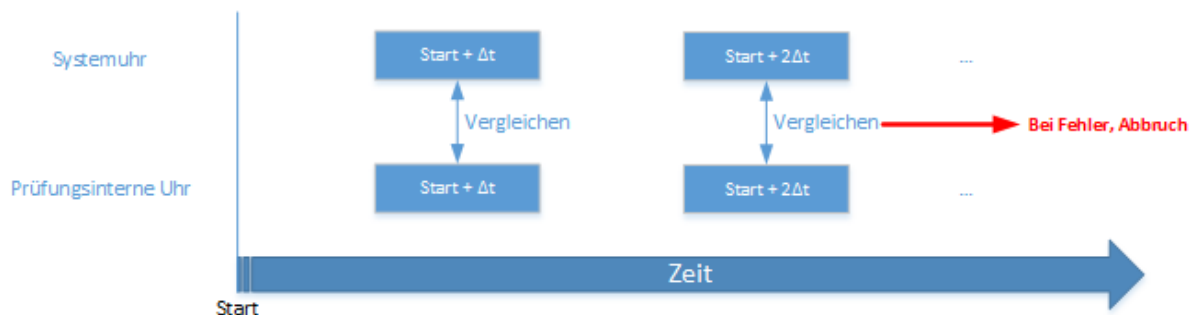 Systemuhr
Start + Δt
Start + 2Δt
...
Vergleichen
Vergleichen
Bei Fehler, Abbruch
Prüfungsinterne Uhr
Start + Δt
Start + 2Δt
...
Zeit
Start